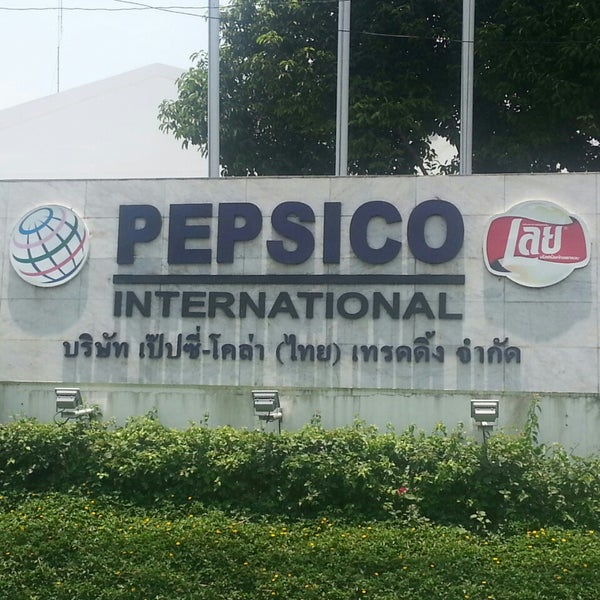 PEPSICO
เลย
INTERNATIONAL
บริษัท เป๊ปซี่-โคล่า (ไทย) เทรดดิ้ง จำกัด